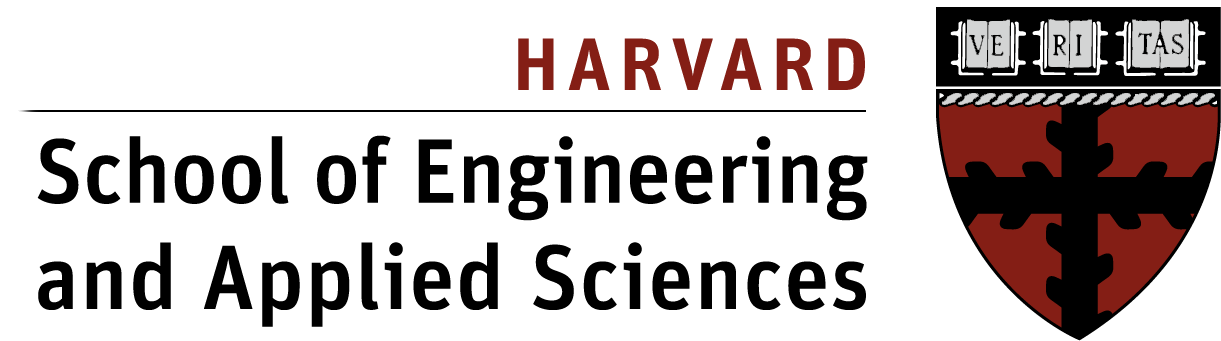 HARVARD
School of Engineering
and Applied Sciences
VE RI TAS